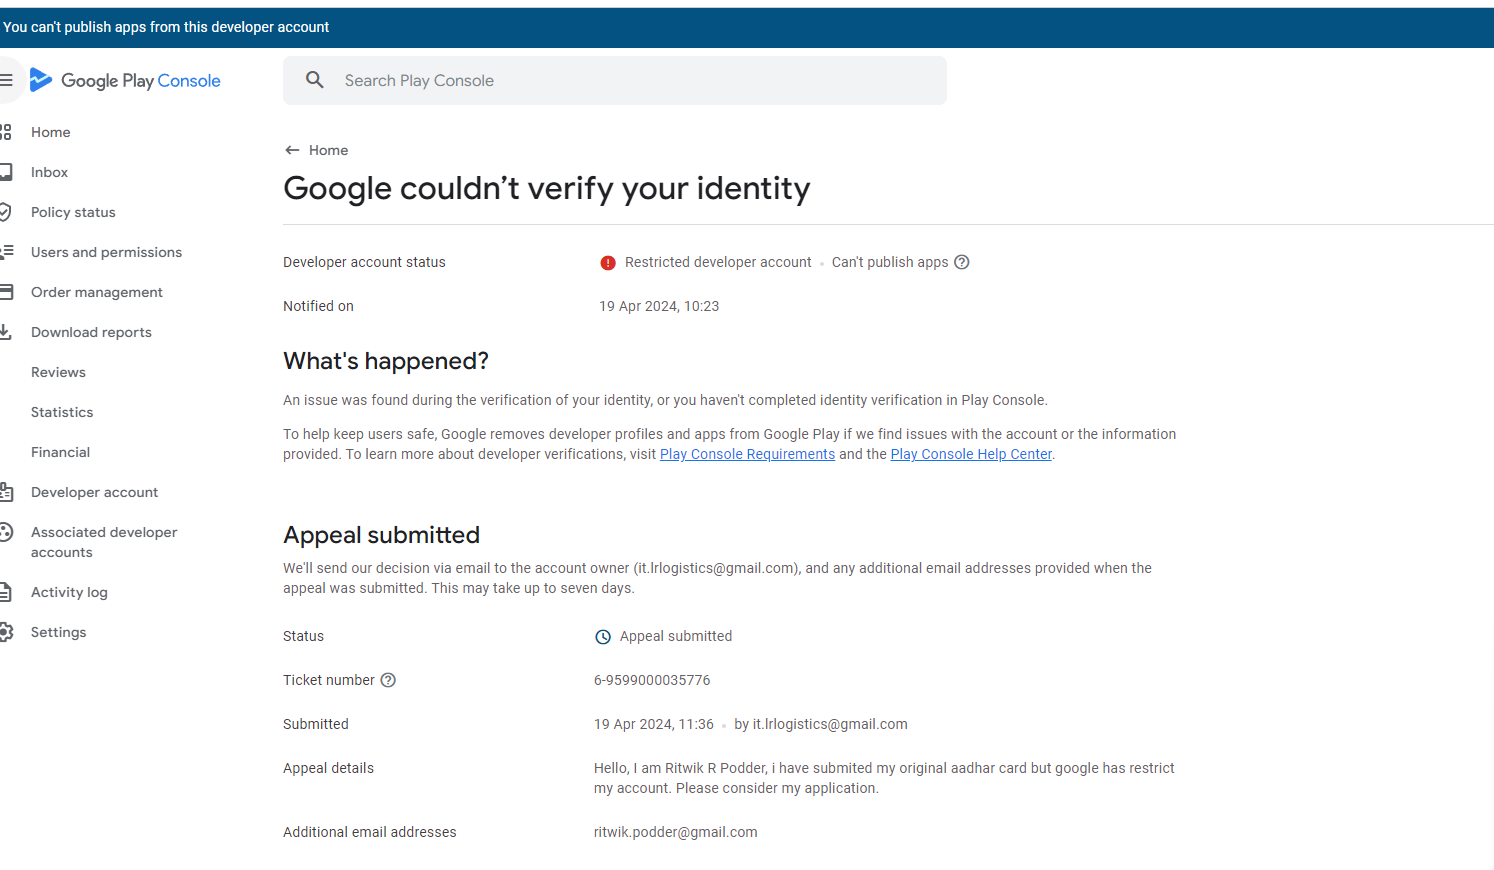 You can't publish apps from this developer account
Google Play Console
Search Play Console
Home
Inbox
Policy status
Users and permissions
Order management
Download reports
Reviews
Statistics
Financial
Developer account
Associated developer
accounts
Activity log
Settings
Home
Google couldn’t verify your identity
Developer account status
Restricted developer account • Can't publish apps
Notified on
19 Apr 2024, 10:23
What's happened?
An issue was found during the verification of your identity, or you haven't completed identity verification in Play Console.
To help keep users safe, Google removes developer profiles and apps from Google Play if we find issues with the account or the information
provided. To learn more about developer verifications, visit Play Console Requirements and the Play Console Help Center.
Appeal submitted
We'll send our decision via email to the account owner (it.lrlogistics@gmail.com), and any additional email addresses provided when the
appeal was submitted. This may take up to seven days.
Status
Appeal submitted
Ticket number
6-9599000035776
Submitted
19 Apr 2024, 11:36 • by it.lrlogistics@gmail.com
Appeal details
Hello, I am Ritwik R Podder, i have submited my original aadhar card but google has restrict
my account. Please consider my application.
Additional email addresses
ritwik.podder@gmail.com